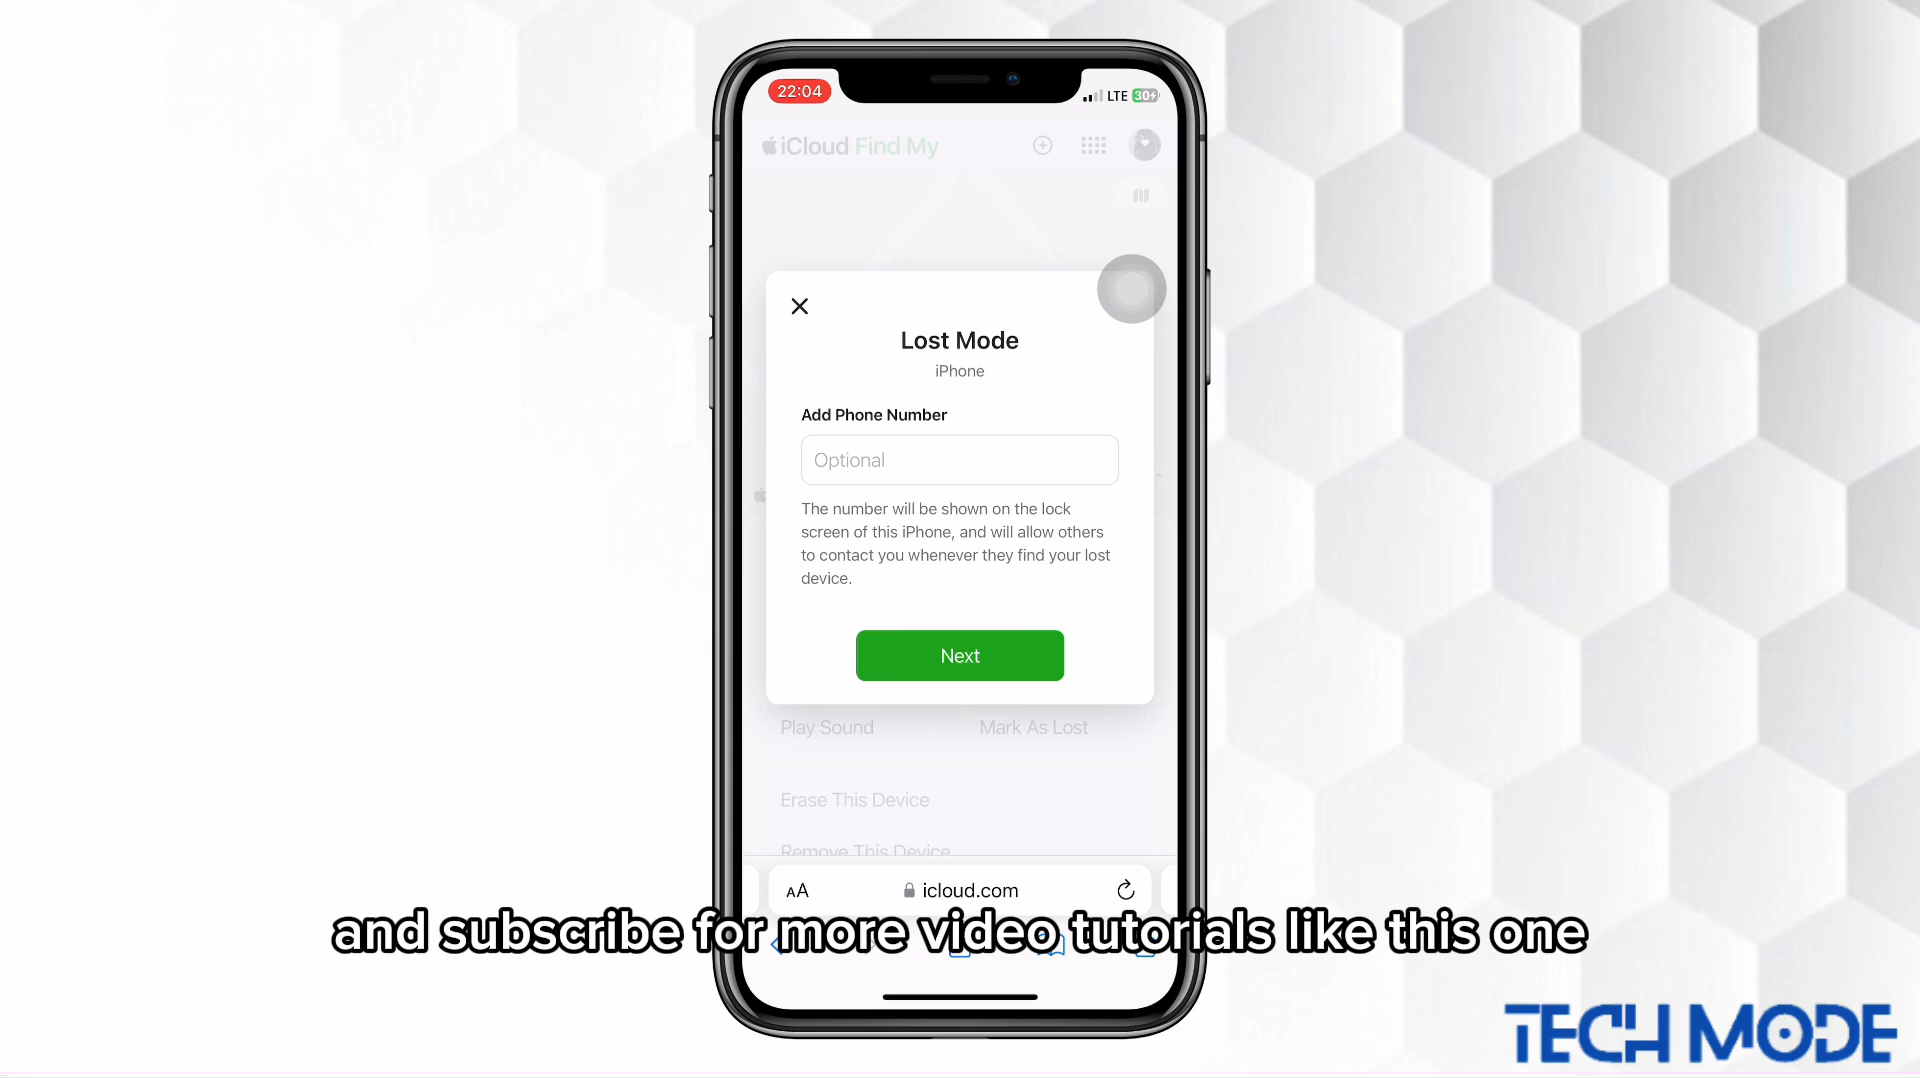 22:04
LTE 30
iCloud Find My
Lost Mode
iPhone
Add Phone Number
Optional
The number will be shown on the lock
screen of this iPhone, and will allow others
to contact you whenever they find your lost
device.
Next
Play Sound
Mark As Lost
Erase This Device
Remove This Device
AA
icloud.com
and subscribe for more video tutorials like this one
TECH MODE